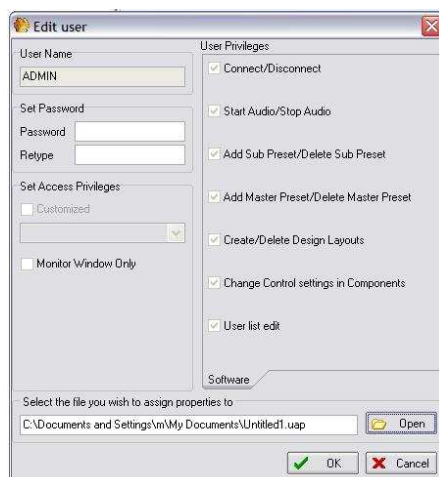 Edit user
User Name
ADMIN
Set Password
Password
Retype
Set Access Privileges
Customized
Monitor Window Only
User Privileges
Connect/Disconnect
Start Audio/Stop Audio
Add Sub Preset/Delete Sub Preset
Add Master Preset/Delete Master Preset
Create/Delete Design Layouts
Change Control settings in Components
User list edit
Software
Select the file you wish to assign properties to
C:\Documents and Settings\m\My Documents\Untitled1.uap
Open
OK
Cancel